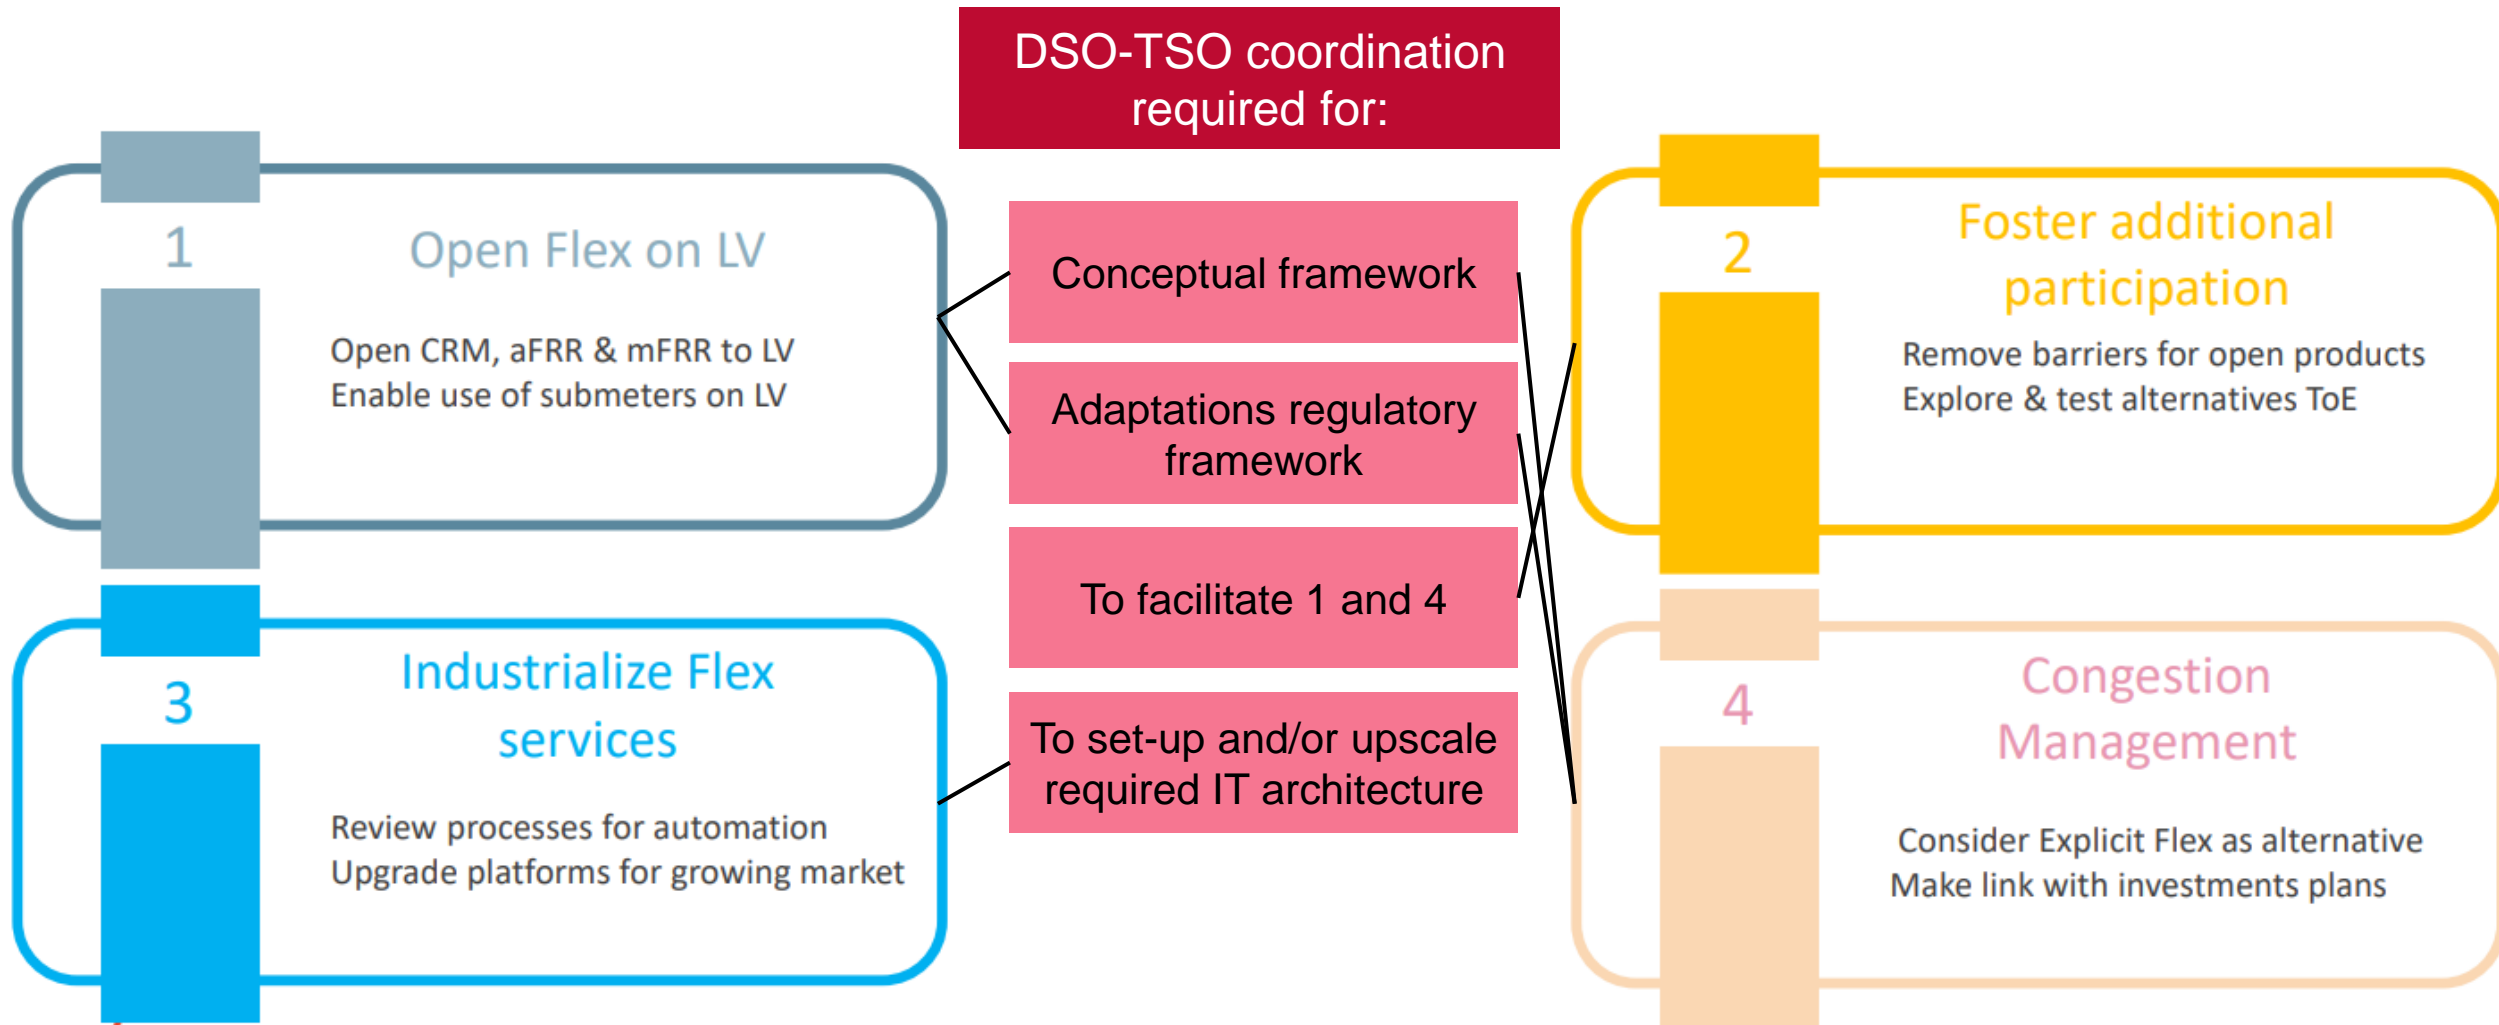 DSO-TSO coordination
required for:
1
Open Flex on LV
Open CRM, aFRR & mFRR to LV
Enable use of submeters on LV
Conceptual framework
Adaptations regulatory
framework
To facilitate 1 and 4
To set-up and/or upscale
required IT architecture
2
Foster additional
participation
Remove barriers for open products
Explore & test alternatives ToE
3
Industrialize Flex
services
Review processes for automation
Upgrade platforms for growing market
4
Congestion
Management
Consider Explicit Flex as alternative
Make link with investments plans